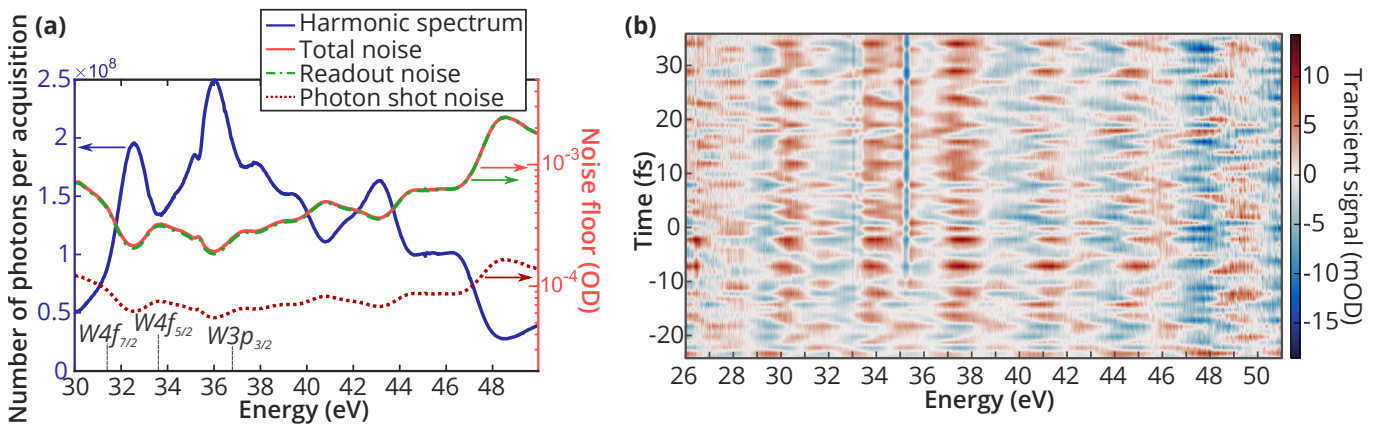 (a)
Harmonic spectrum
Total noise
Readout noise
Photon shot noise
Number of photons per acquisition
×10⁸
2.5
2
1.5
1
0.5
0
W4f7/2
W4f5/2
W3p3/2
30 32 34 36 38 40 42 44 46 48
Energy (eV)
10⁻³
10⁻⁴
Noise floor (OD)
(b)
Time (fs)
30
20
10
0
-10
-20
26 28 30 32 34 36 38 40 42 44 46 48 51
Energy (eV)
10
5
0
-5
-10
-15
Transient signal (mOD)